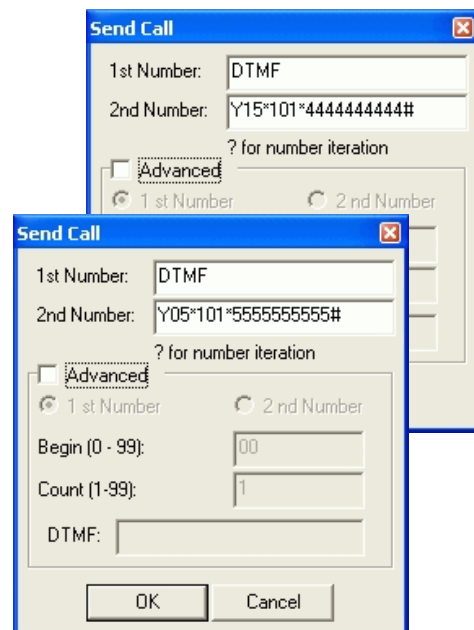 Send Call
1st Number: DTMF
2nd Number: Y15*101*4444444444#
? for number iteration
Advanced
1 st Number 2 nd Number
Send Call
1st Number: DTMF
2nd Number: Y05*101*5555555555#
? for number iteration
Advanced
1 st Number 2 nd Number
Begin (0 - 99): 00
Count (1-99): 1
DTMF:
OK Cancel